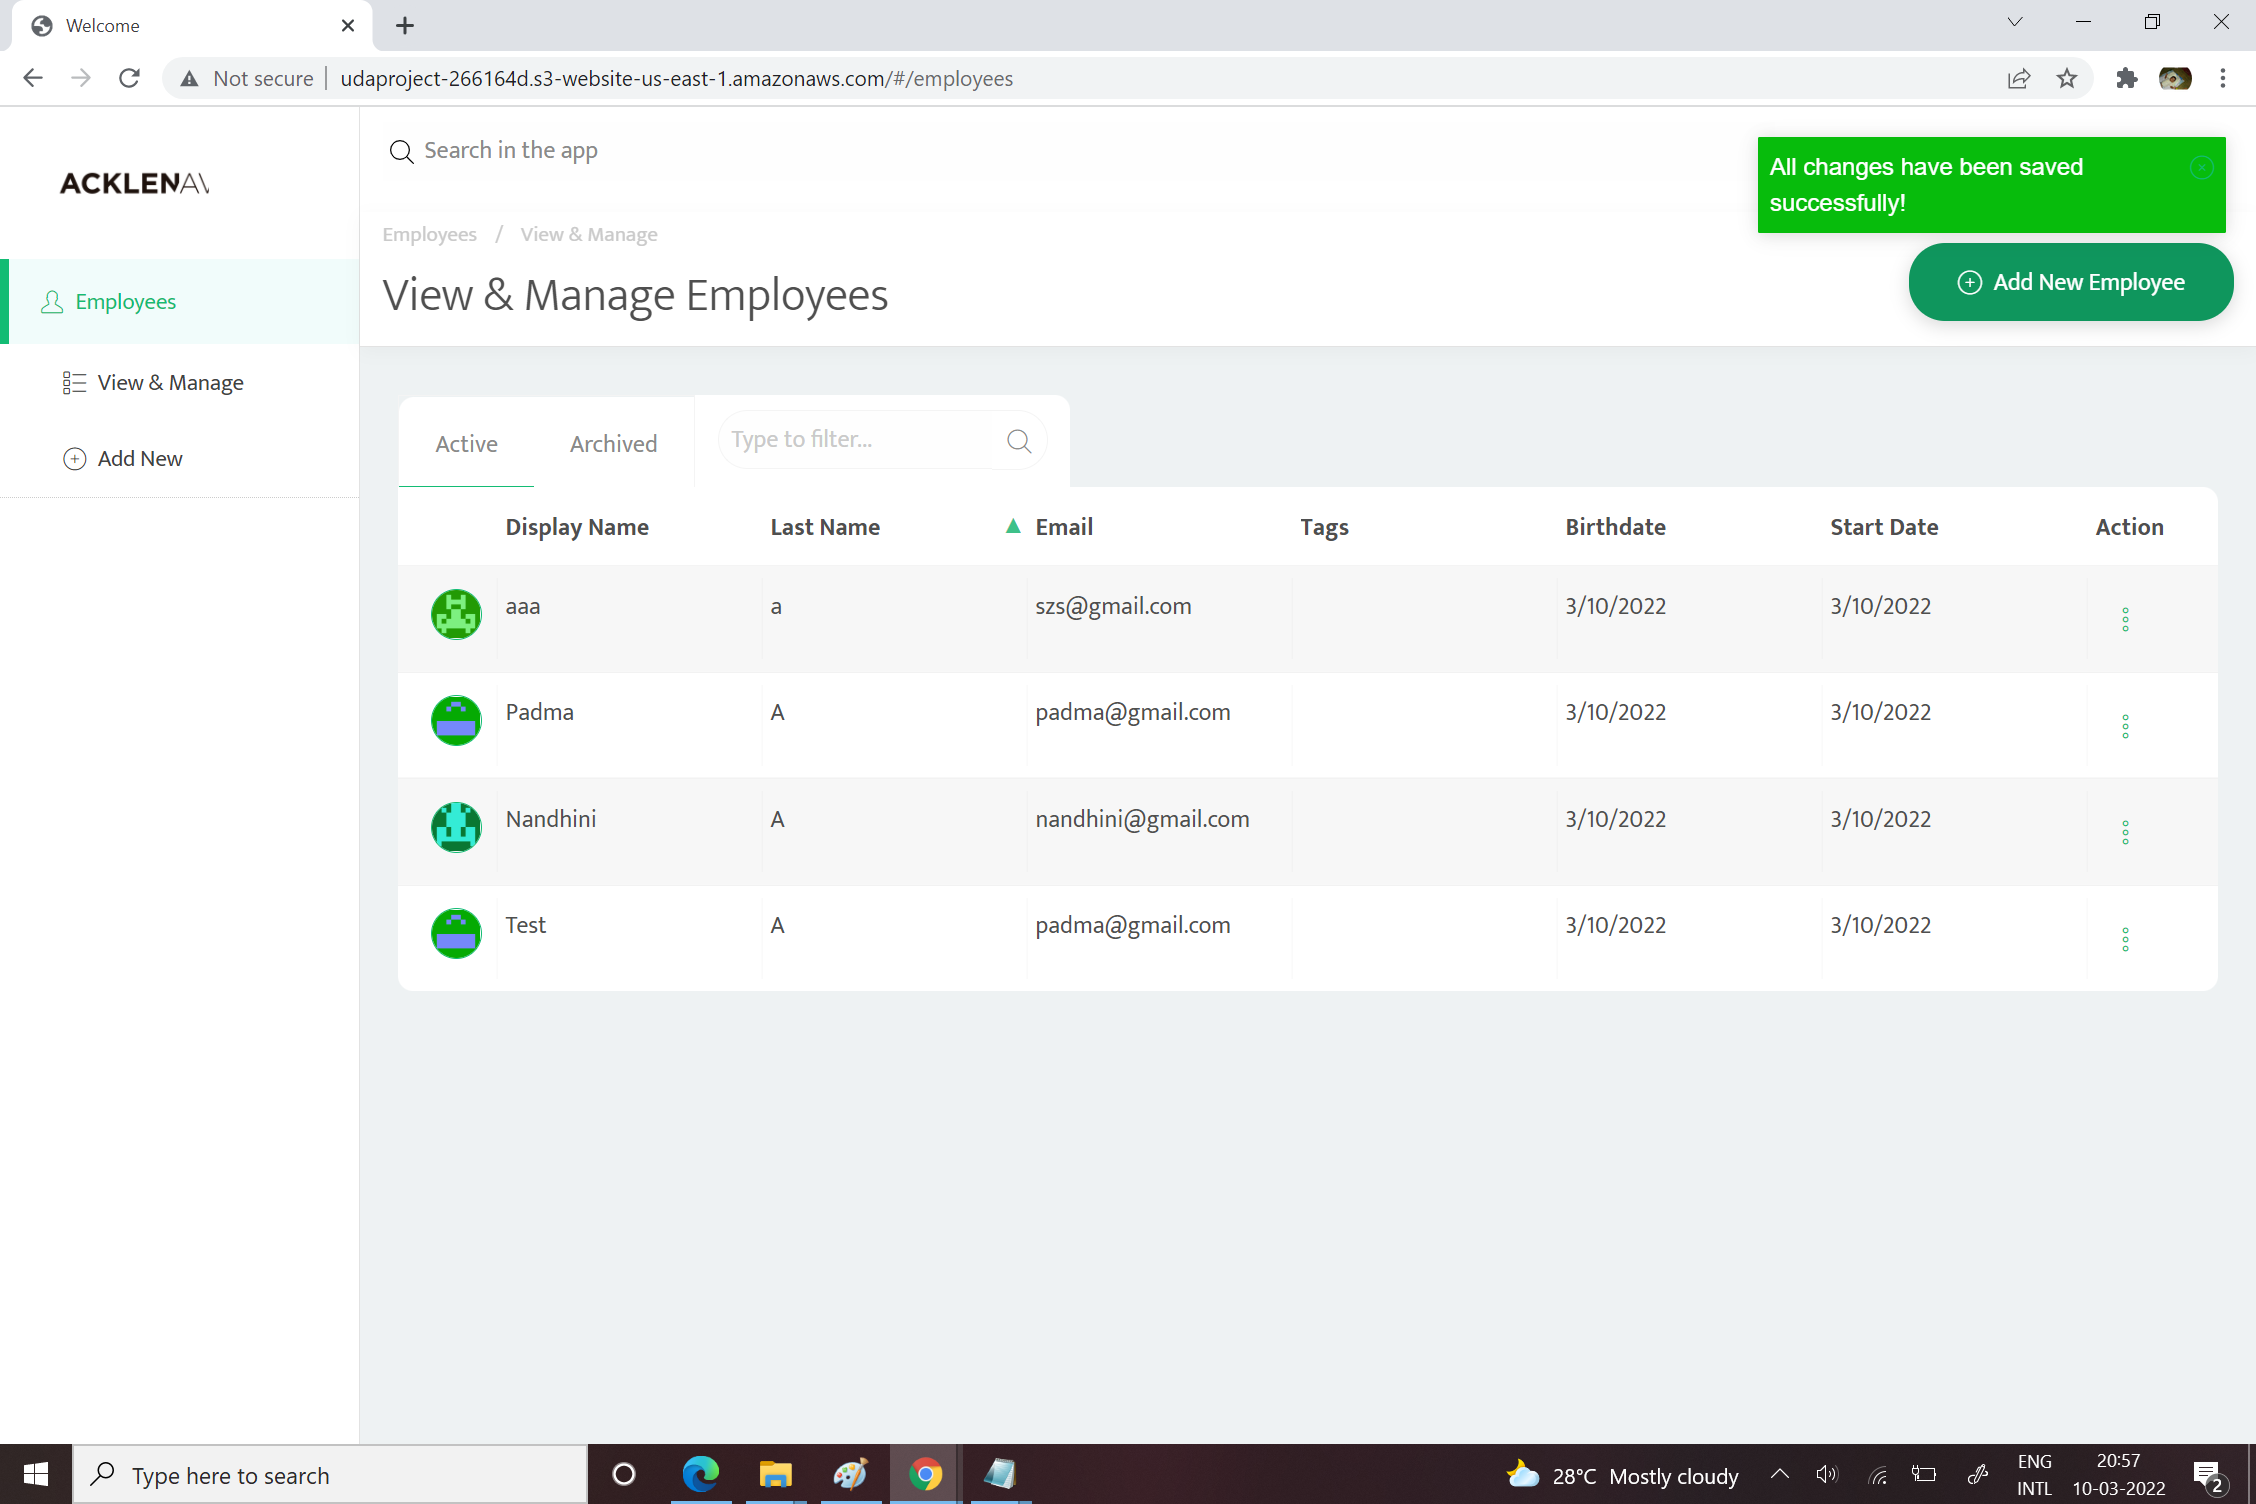 Welcome
Not secure | udaproject-266164d.s3-website-us-east-1.amazonaws.com/#/employees
Search in the app
All changes have been saved
successfully!
ACKLENAV
Employees / View & Manage
View & Manage Employees
Add New Employee
Employees
View & Manage
Add New
Active Archived Type to filter...
Display Name Last Name Email Tags Birthdate Start Date Action
aaa a szs@gmail.com 3/10/2022 3/10/2022
Padma A padma@gmail.com 3/10/2022 3/10/2022
Nandhini A nandhini@gmail.com 3/10/2022 3/10/2022
Test A padma@gmail.com 3/10/2022 3/10/2022
Type here to search
28°C Mostly cloudy
ENG
INTL
20:57
10-03-2022
2